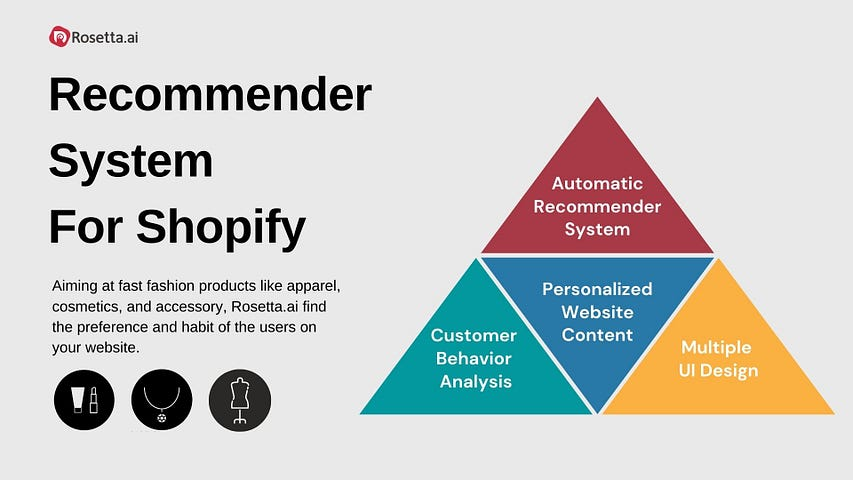 Rosetta.ai
Recommender
System
For Shopify
Aiming at fast fashion products like apparel,
cosmetics, and accessory, Rosetta.ai find
the preference and habit of the users on
your website.
Automatic
Recommender
System
Personalized
Website
Content
Customer
Behavior
Analysis
Multiple
UI Design